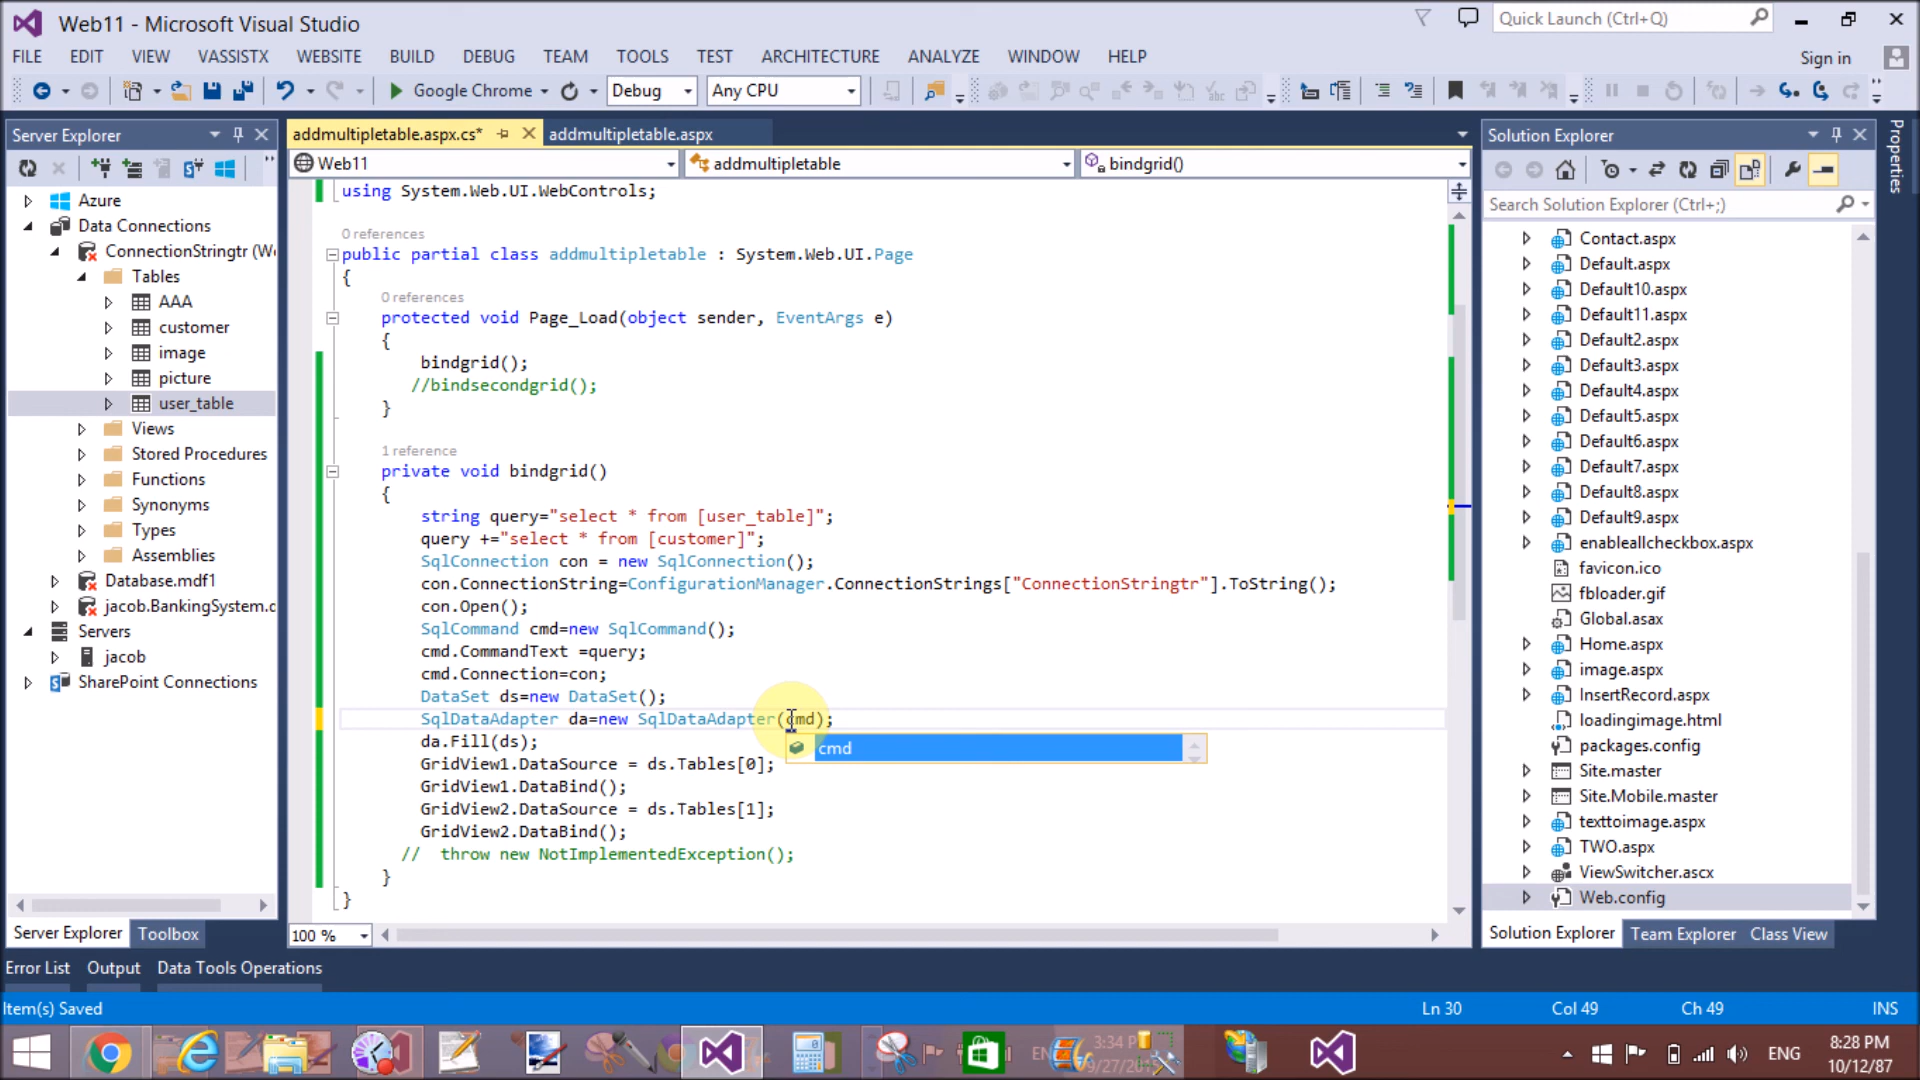 Web11 - Microsoft Visual Studio
Quick Launch (Ctrl+Q)
FILE EDIT VIEW VASSISTX WEBSITE BUILD DEBUG TEAM TOOLS TEST ARCHITECTURE ANALYZE WINDOW HELP
Sign in
Google Chrome Debug Any CPU
Server Explorer
addmultipletable.aspx.cs* addmultipletable.aspx
Solution Explorer
Properties
Web11 addmultipletable bindgrid()
Search Solution Explorer (Ctrl+;)
Azure
Data Connections
ConnectionStringtr (We
Tables
AAA
customer
image
picture
user_table
Views
Stored Procedures
Functions
Synonyms
Types
Assemblies
Database.mdf1
jacob.BankingSystem.c
Servers
jacob
SharePoint Connections
Server Explorer Toolbox
using System.Web.UI.WebControls;
0 references
public partial class addmultipletable : System.Web.UI.Page
{
0 references
protected void Page_Load(object sender, EventArgs e)
{
bindgrid();
//bindsecondgrid();
}
1 reference
private void bindgrid()
{
string query="select * from [user_table]";
query +="select * from [customer]";
SqlConnection con = new SqlConnection();
con.ConnectionString=ConfigurationManager.ConnectionStrings["ConnectionStringtr"].ToString();
con.Open();
SqlCommand cmd=new SqlCommand();
cmd.CommandText =query;
cmd.Connection=con;
DataSet ds=new DataSet();
SqlDataAdapter da=new SqlDataAdapter(cmd);
da.Fill(ds);
cmd
GridView1.DataSource = ds.Tables[0];
GridView1.DataBind();
GridView2.DataSource = ds.Tables[1];
GridView2.DataBind();
// throw new NotImplementedException();
}
}
100 %
Contact.aspx
Default.aspx
Default10.aspx
Default11.aspx
Default2.aspx
Default3.aspx
Default4.aspx
Default5.aspx
Default6.aspx
Default7.aspx
Default8.aspx
Default9.aspx
enableallcheckbox.aspx
favicon.ico
fbloader.gif
Global.asax
Home.aspx
image.aspx
InsertRecord.aspx
loadingimage.html
packages.config
Site.master
Site.Mobile.master
texttoimage.aspx
TWO.aspx
ViewSwitcher.ascx
Web.config
Solution Explorer Team Explorer Class View
Error List Output Data Tools Operations
Item(s) Saved
Ln 30 Col 49 Ch 49 INS
3:34 P
ENG
8:28 PM
10/12/87